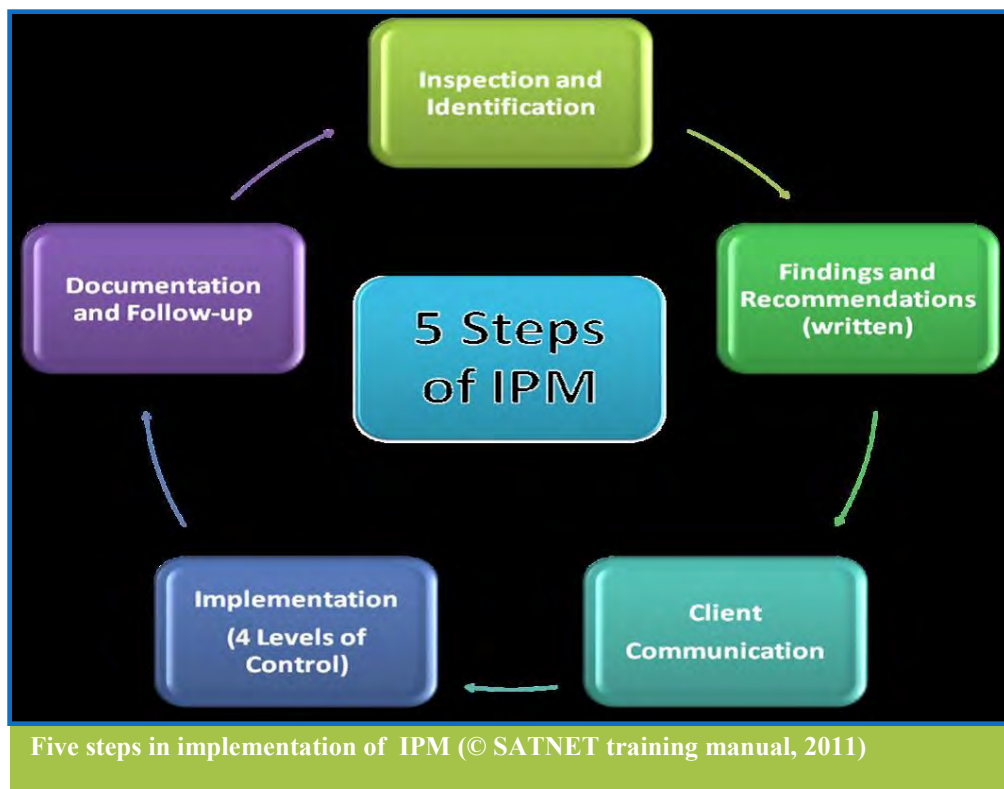 Inspection and
Identification
Findings and
Recommendations
(written)
Client
Communication
Implementation
(4 Levels of
Control)
Documentation
and Follow-up
5 Steps
of IPM
Five steps in implementation of IPM (© SATNET training manual, 2011)